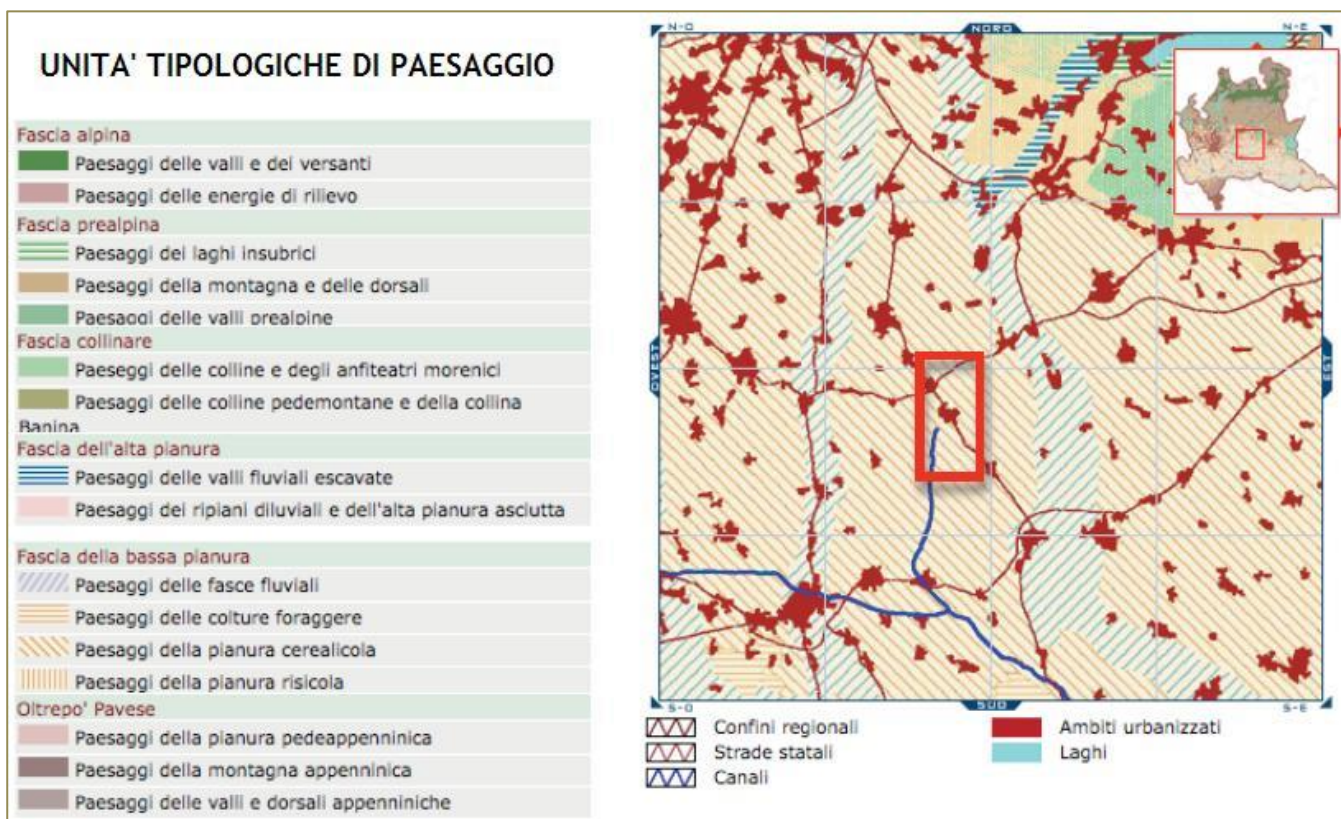 UNITA' TIPOLOGICHE DI PAESAGGIO
Fascia alpina
Paesaggi delle valli e dei versanti
Paesaggi delle energie di rilievo
Fascia prealpina
Paesaggi dei laghi insubrici
Paesaggi della montagna e delle dorsali
Paesaggi delle valli prealpine
Fascia collinare
Paeseggi delle colline e degli anfiteatri morenici
Paesaggi delle colline pedemontane e della collina
Banina
Fascia dell'alta pianura
Paesaggi delle valli fluviali escavate
Paesaggi dei ripiani diluviali e dell'alta pianura asciutta
Fascia della bassa pianura
Paesaggi delle fasce fluviali
Paesaggi delle colture foraggere
Paesaggi della pianura cerealicola
Paesaggi della pianura risicola
Oltrepo' Pavese
Paesaggi della pianura pedeappenninica
Paesaggi della montagna appenninica
Paesaggi delle valli e dorsali appenniniche
N-O
NORD
N-E
OVEST
EST
S-O
SUD
S-E
Confini regionali
Strade statali
Canali
Ambiti urbanizzati
Laghi